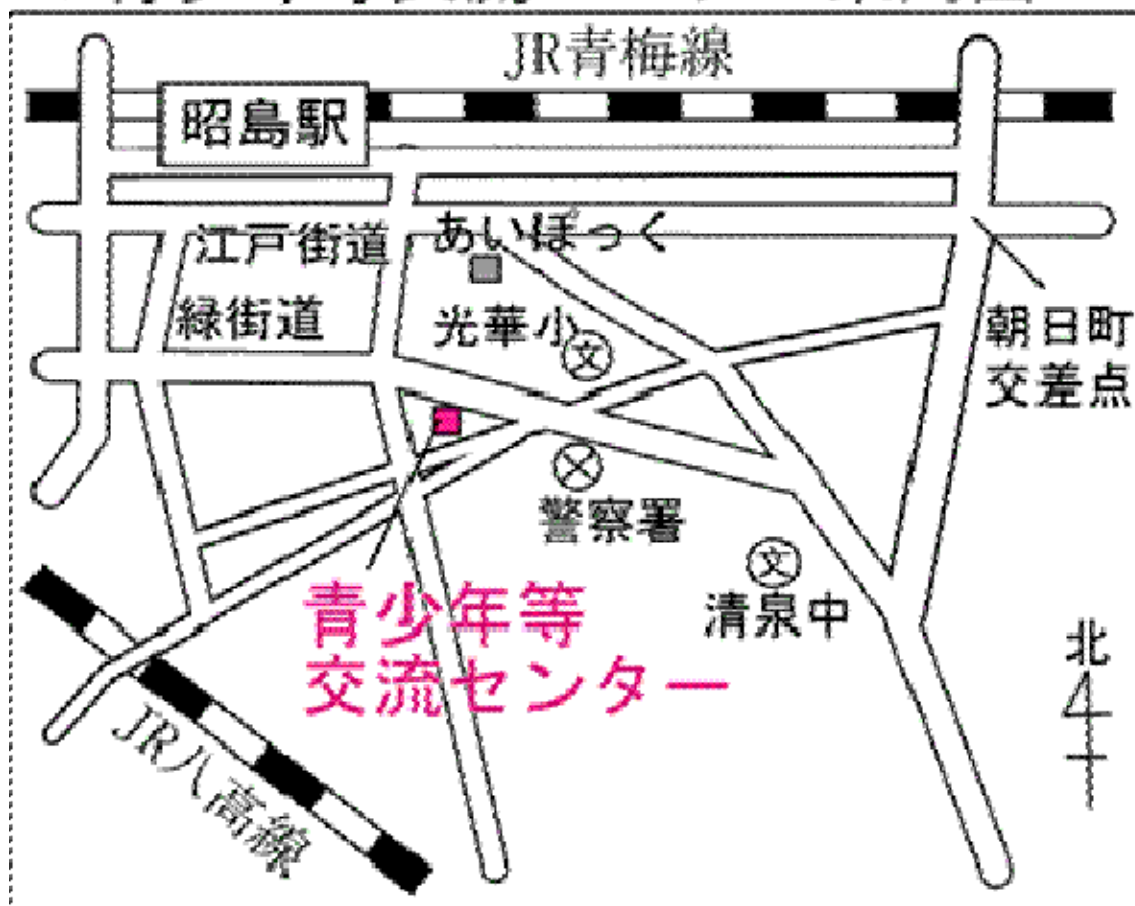 JR青梅線
昭島駅
江戸街道
あいぽっく
緑街道
光華小
文
朝日町
交差点
警察署
文
清泉中
青少年等
交流センター
北
JR八高線